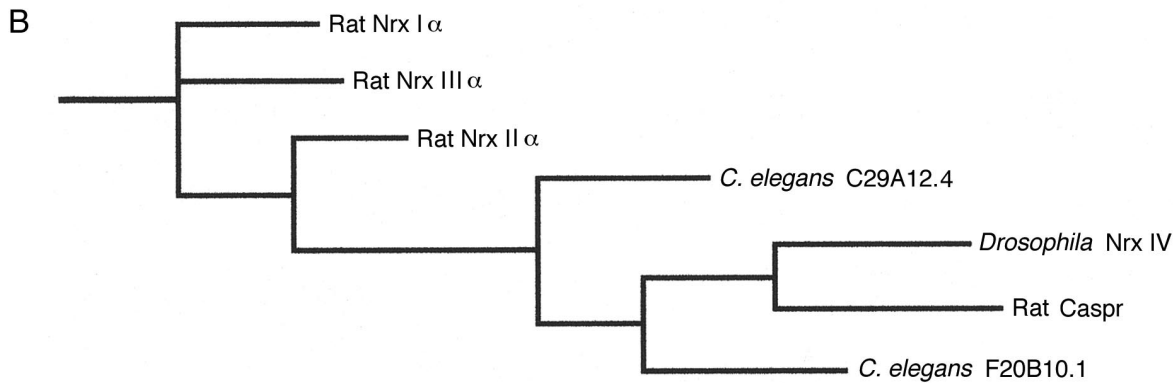 B
Rat Nrx I α
Rat Nrx III α
Rat Nrx II α
C. elegans C29A12.4
Drosophila Nrx IV
Rat Caspr
C. elegans F20B10.1